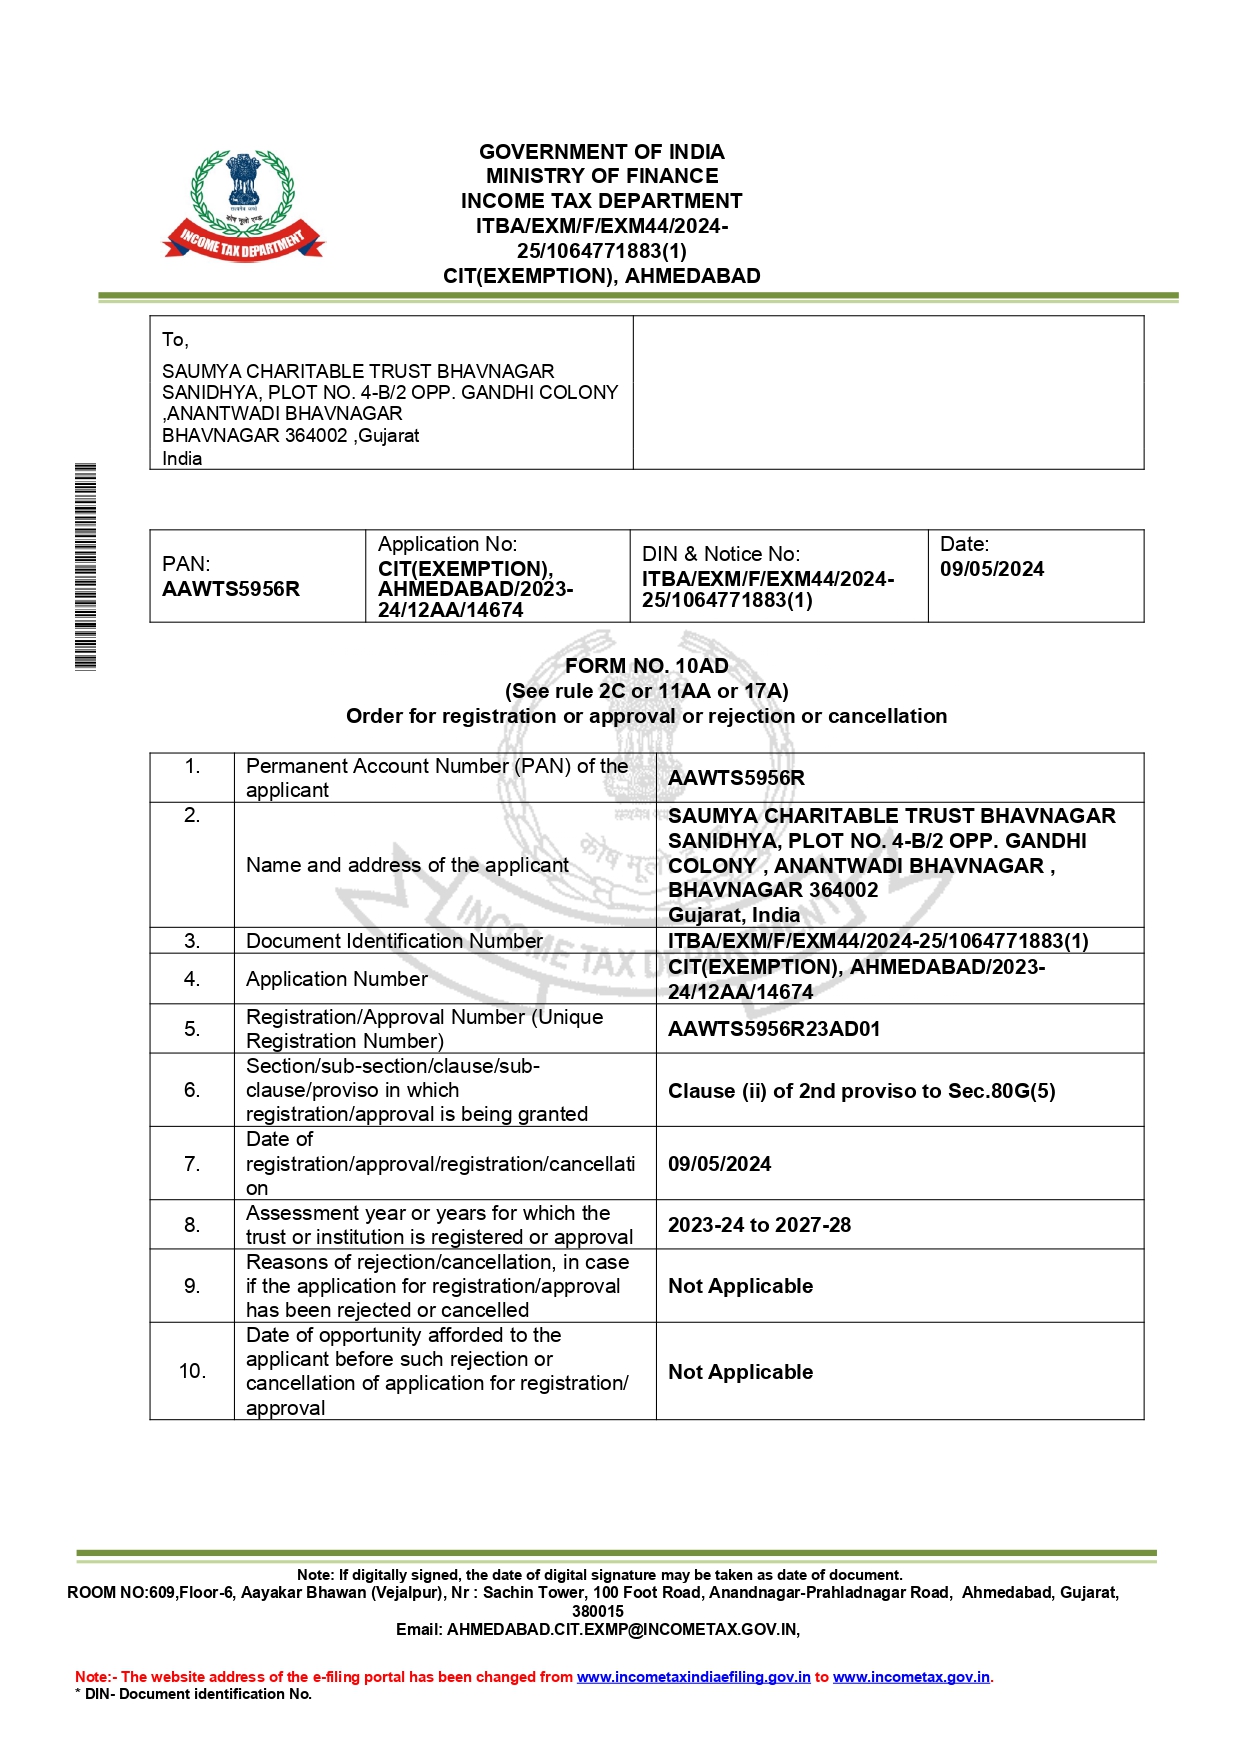 GOVERNMENT OF INDIA
MINISTRY OF FINANCE
INCOME TAX DEPARTMENT
ITBA/EXM/F/EXM44/2024-
25/1064771883(1)
CIT(EXEMPTION), AHMEDABAD
सत्यमेव जयते
कोष मूलो दण्डः
INCOME TAX DEPARTMENT
To,
SAUMYA CHARITABLE TRUST BHAVNAGAR
SANIDHYA, PLOT NO. 4-B/2 OPP. GANDHI COLONY
,ANANTWADI BHAVNAGAR
BHAVNAGAR 364002 ,Gujarat
India
PAN:
AAWTS5956R
Application No:
CIT(EXEMPTION),
AHMEDABAD/2023-
24/12AA/14674
DIN & Notice No:
ITBA/EXM/F/EXM44/2024-
25/1064771883(1)
Date:
09/05/2024
FORM NO. 10AD
(See rule 2C or 11AA or 17A)
Order for registration or approval or rejection or cancellation
1.
Permanent Account Number (PAN) of the
applicant
AAWTS5956R
2.
Name and address of the applicant
SAUMYA CHARITABLE TRUST BHAVNAGAR
SANIDHYA, PLOT NO. 4-B/2 OPP. GANDHI
COLONY , ANANTWADI BHAVNAGAR ,
BHAVNAGAR 364002
Gujarat, India
3.
Document Identification Number
ITBA/EXM/F/EXM44/2024-25/1064771883(1)
4.
Application Number
CIT(EXEMPTION), AHMEDABAD/2023-
24/12AA/14674
5.
Registration/Approval Number (Unique
Registration Number)
AAWTS5956R23AD01
6.
Section/sub-section/clause/sub-
clause/proviso in which
registration/approval is being granted
Clause (ii) of 2nd proviso to Sec.80G(5)
7.
Date of
registration/approval/registration/cancellati
on
09/05/2024
8.
Assessment year or years for which the
trust or institution is registered or approval
2023-24 to 2027-28
9.
Reasons of rejection/cancellation, in case
if the application for registration/approval
has been rejected or cancelled
Not Applicable
10.
Date of opportunity afforded to the
applicant before such rejection or
cancellation of application for registration/
approval
Not Applicable
INCOME TAX DEPARTMENT
Note: If digitally signed, the date of digital signature may be taken as date of document.
ROOM NO:609,Floor-6, Aayakar Bhawan (Vejalpur), Nr : Sachin Tower, 100 Foot Road, Anandnagar-Prahladnagar Road, Ahmedabad, Gujarat,
380015
Email: AHMEDABAD.CIT.EXMP@INCOMETAX.GOV.IN,
Note:- The website address of the e-filing portal has been changed from www.incometaxindiaefiling.gov.in to www.incometax.gov.in.
* DIN- Document identification No.